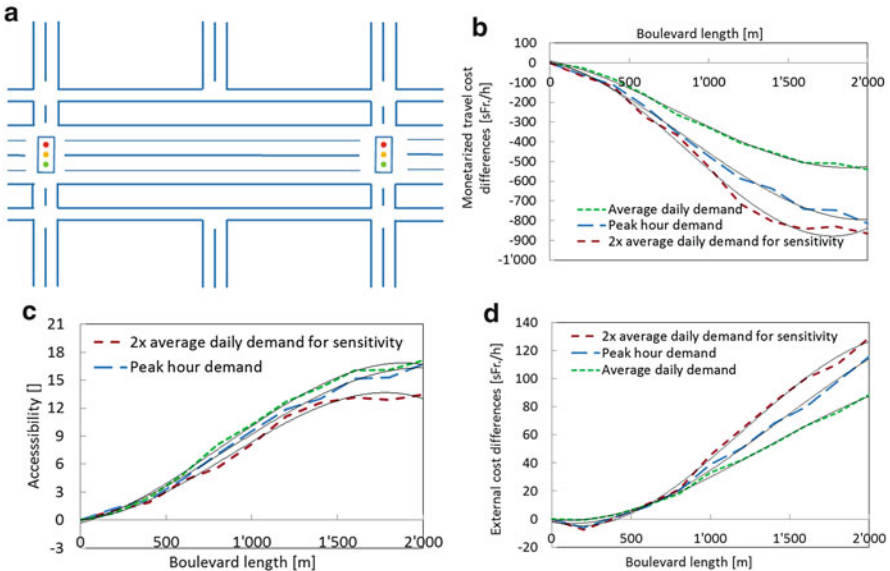 a
b
Boulevard length [m]
100
0
-100
-200
-300
-400
-500
-600
-700
-800
-900
-1'000
0
500
1'000
1'500
2'000
Monetarized travel cost
differences [sFr./h]
Average daily demand
Peak hour demand
2x average daily demand for sensitivity
c
21
18
15
12
9
6
3
0
-3
Accesssibility []
2x average daily demand for sensitivity
Peak hour demand
0
500
1'000
1'500
2'000
Boulevard length [m]
d
140
120
100
80
60
40
20
0
-20
External cost differences [sFr./h]
2x average daily demand for sensitivity
Peak hour demand
Average daily demand
0
500
1'000
1'500
2'000
Boulevard length [m]